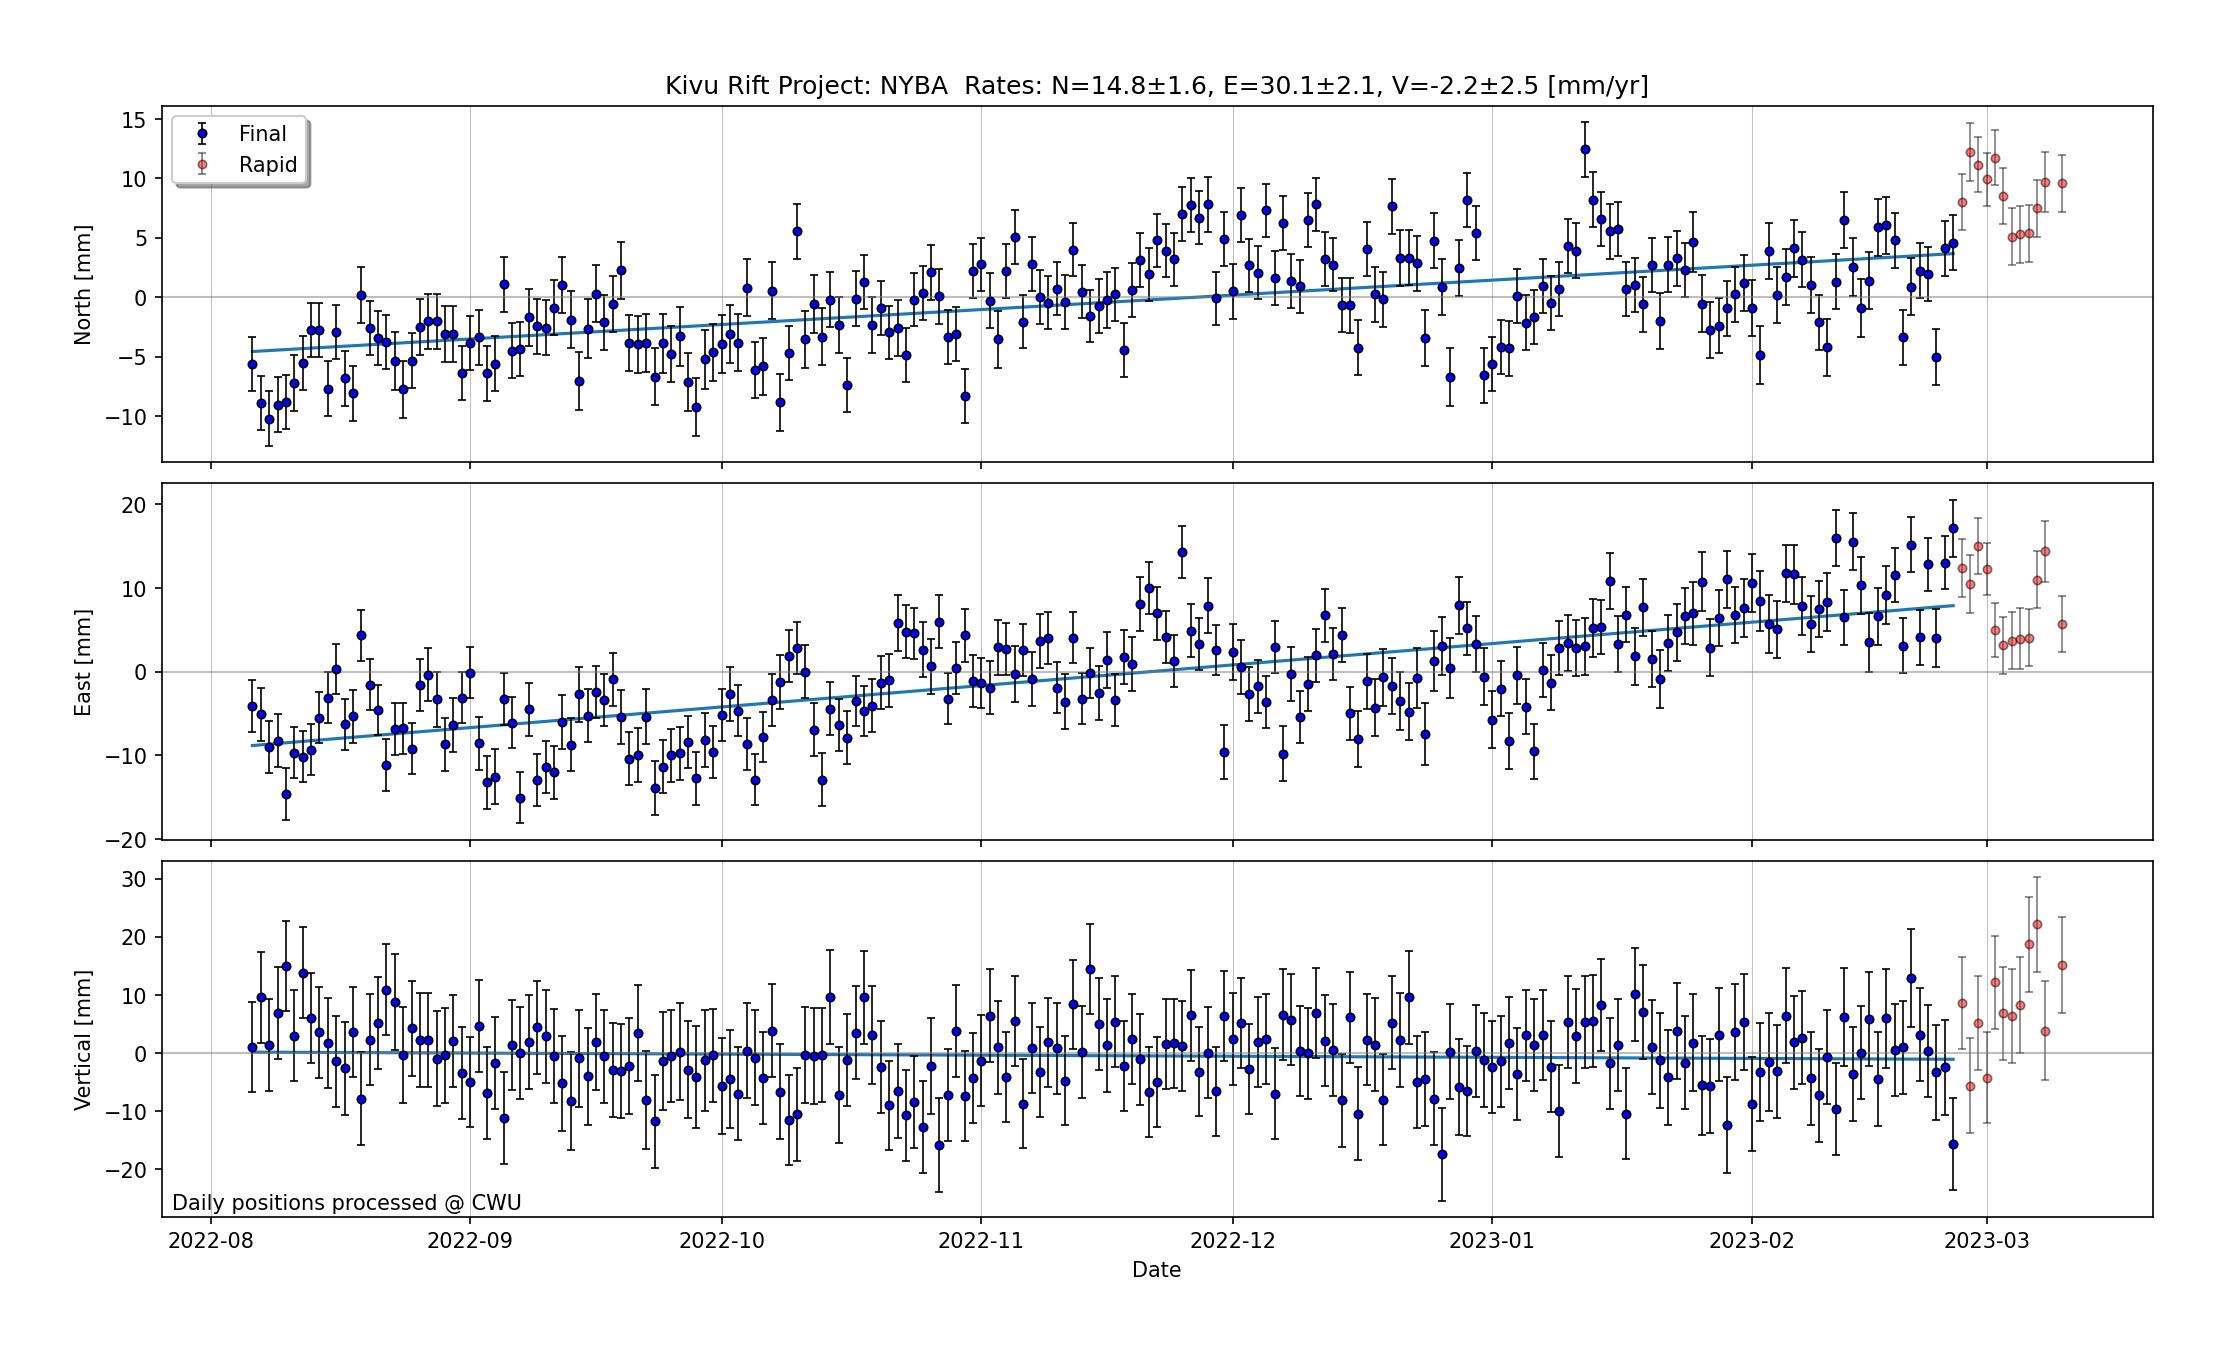 Kivu Rift Project: NYBA  Rates: N=14.8±1.6, E=30.1±2.1, V=-2.2±2.5 [mm/yr]
Final
Rapid
North [mm]
15
10
5
0
−5
−10
East [mm]
20
10
0
−10
−20
Vertical [mm]
30
20
10
0
−10
−20
Daily positions processed @ CWU
2022-08 2022-09 2022-10 2022-11 2022-12 2023-01 2023-02 2023-03
Date